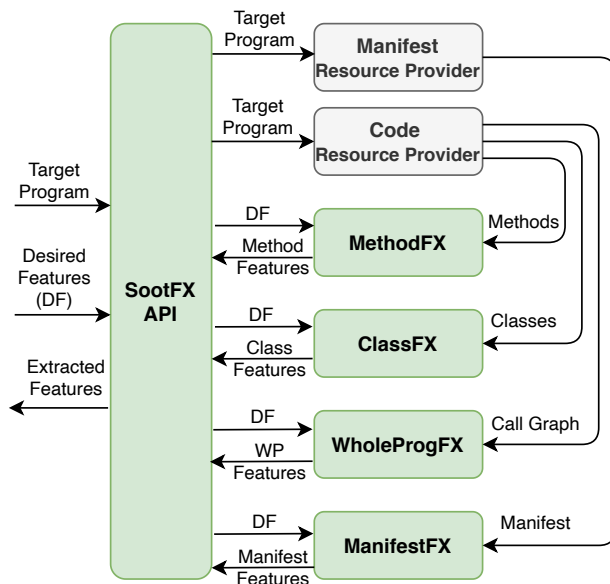 Target
Program
Manifest
Resource Provider
Target
Program
Code
Resource Provider
Target
Program
DF
MethodFX
Methods
Method
Features
Desired
Features
(DF)
SootFX
API
DF
ClassFX
Classes
Class
Features
Extracted
Features
DF
WholeProgFX
Call Graph
WP
Features
DF
ManifestFX
Manifest
Manifest
Features